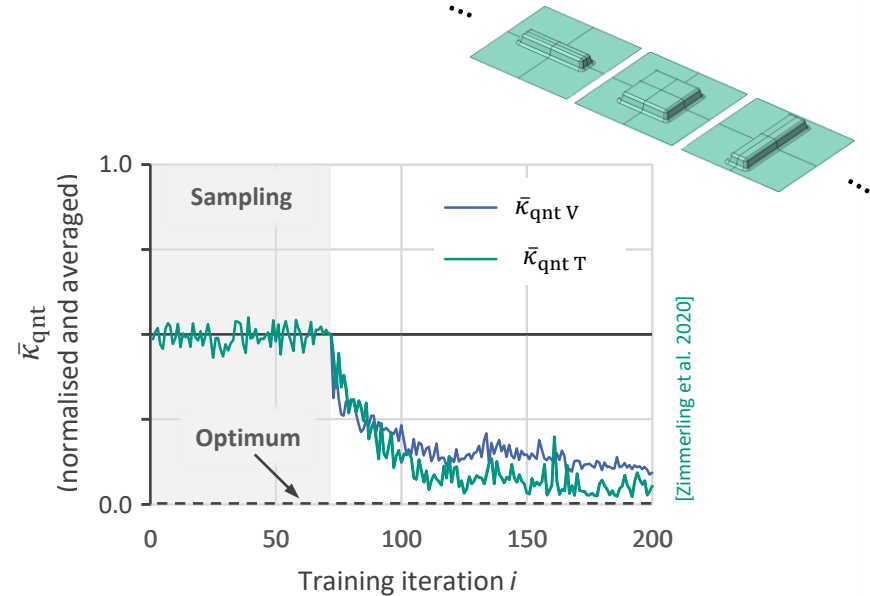 ...
1.0
Sampling
κ̄qnt V
κ̄qnt T
κ̄qnt
(normalised and averaged)
[Zimmerling et al. 2020]
Optimum
0.0
0
50
100
150
200
Training iteration i
...